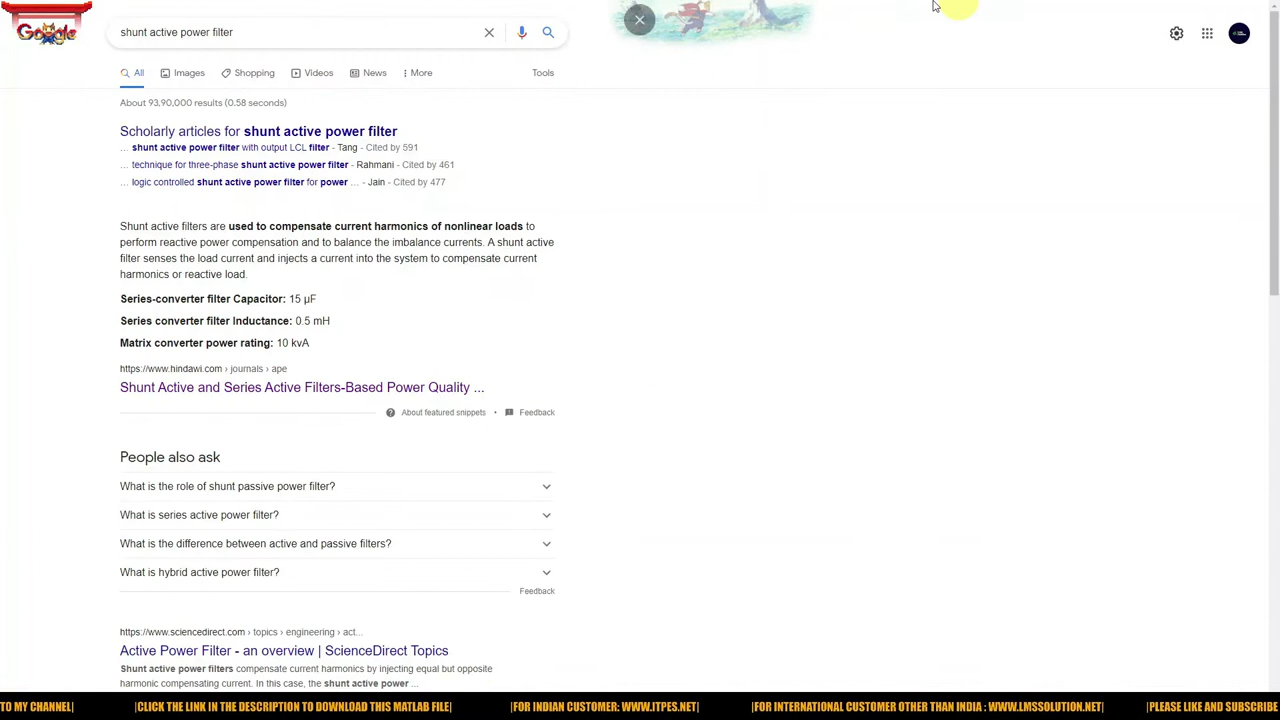 Google
shunt active power filter
All
Images
Shopping
Videos
News
More
Tools
About 93,90,000 results (0.58 seconds)
Scholarly articles for shunt active power filter
... shunt active power filter with output LCL filter - Tang - Cited by 591
... technique for three-phase shunt active power filter - Rahmani - Cited by 461
... logic controlled shunt active power filter for power ... - Jain - Cited by 477
Shunt active filters are used to compensate current harmonics of nonlinear loads to
perform reactive power compensation and to balance the imbalance currents. A shunt active
filter senses the load current and injects a current into the system to compensate current
harmonics or reactive load.
Series-converter filter Capacitor: 15 μF
Series converter filter Inductance: 0.5 mH
Matrix converter power rating: 10 kvA
https://www.hindawi.com › journals › ape
Shunt Active and Series Active Filters-Based Power Quality ...
About featured snippets • Feedback
People also ask
What is the role of shunt passive power filter?
What is series active power filter?
What is the difference between active and passive filters?
What is hybrid active power filter?
Feedback
https://www.sciencedirect.com › topics › engineering › act...
Active Power Filter - an overview | ScienceDirect Topics
Shunt active power filters compensate current harmonics by injecting equal but opposite
harmonic compensating current. In this case, the shunt active power ...
TO MY CHANNEL| |CLICK THE LINK IN THE DESCRIPTION TO DOWNLOAD THIS MATLAB FILE| |FOR INDIAN CUSTOMER: WWW.ITPES.NET| |FOR INTERNATIONAL CUSTOMER OTHER THAN INDIA : WWW.LMSSOLUTION.NET| |PLEASE LIKE AND SUBSCRIBE